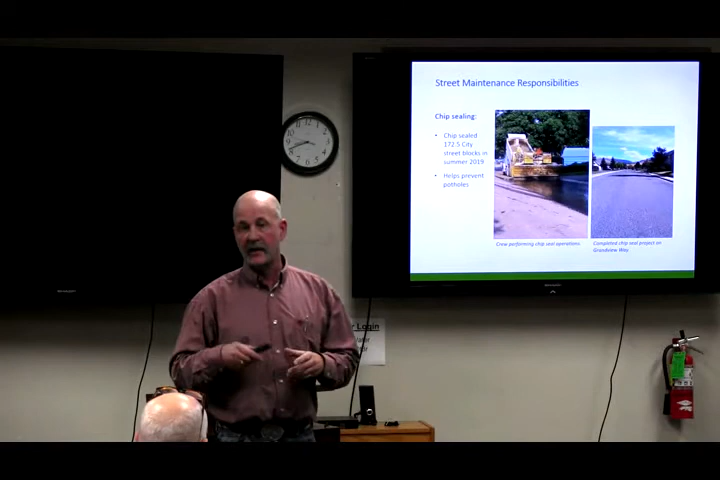 Street Maintenance Responsibilities
Chip sealing:
• Chip sealed
172.5 City
street blocks in
summer 2019
• Helps prevent
potholes
Crew performing chip seal operations
Completed chip seal project on
Grandview Way
12
Login